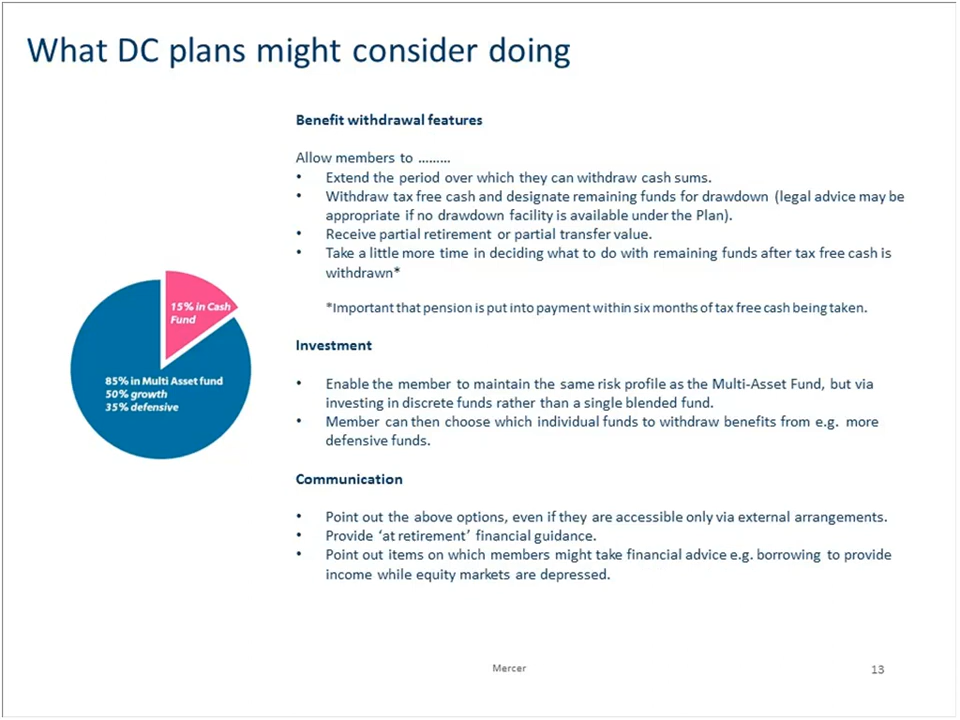 What DC plans might consider doing
Benefit withdrawal features
Allow members to .........
• Extend the period over which they can withdraw cash sums.
• Withdraw tax free cash and designate remaining funds for drawdown (legal advice may be
appropriate if no drawdown facility is available under the Plan).
• Receive partial retirement or partial transfer value.
• Take a little more time in deciding what to do with remaining funds after tax free cash is
withdrawn*
*Important that pension is put into payment within six months of tax free cash being taken.
15% in Cash
Fund
85% in Multi Asset fund
50% growth
35% defensive
Investment
• Enable the member to maintain the same risk profile as the Multi-Asset Fund, but via
investing in discrete funds rather than a single blended fund.
• Member can then choose which individual funds to withdraw benefits from e.g. more
defensive funds.
Communication
• Point out the above options, even if they are accessible only via external arrangements.
• Provide ‘at retirement’ financial guidance.
• Point out items on which members might take financial advice e.g. borrowing to provide
income while equity markets are depressed.
Mercer
13